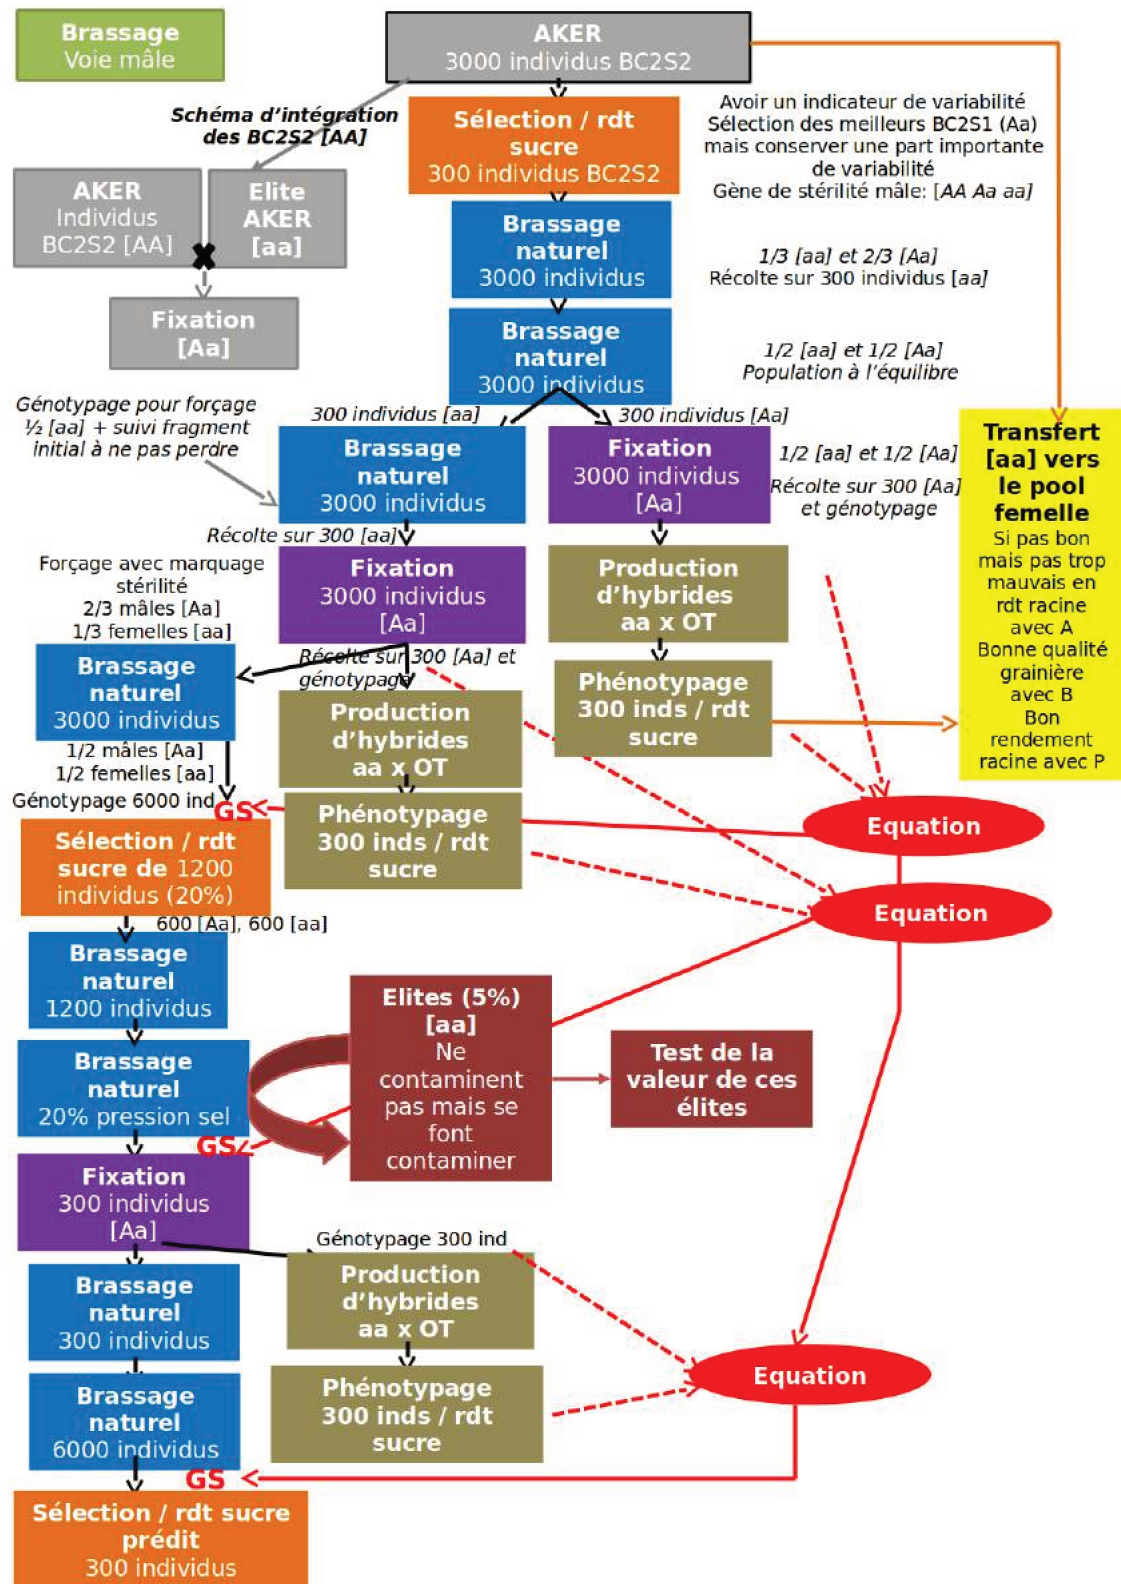 Brassage
Voie mâle
AKER
3000 individus BC2S2
Schéma d'intégration
des BC2S2 [AA]
Sélection / rdt
sucre
300 individus BC2S2
Avoir un indicateur de variabilité
Sélection des meilleurs BC2S1 (Aa)
mais conserver une part importante
de variabilité
Gène de stérilité mâle: [AA Aa aa]
AKER
Individus
BC2S2 [AA]
Elite
AKER
[aa]
Brassage
naturel
3000 individus
1/3 [aa] et 2/3 [Aa]
Récolte sur 300 individus [aa]
Fixation
[Aa]
Brassage
naturel
3000 individus
1/2 [aa] et 1/2 [Aa]
Population à l'équilibre
Génotypage pour forçage
½ [aa] + suivi fragment
initial à ne pas perdre
300 individus [aa]
300 individus [Aa]
Brassage
naturel
3000 individus
Fixation
3000 individus
[Aa]
1/2 [aa] et 1/2 [Aa]
Récolte sur 300 [Aa]
et génotypage
Transfert
[aa] vers
le pool
femelle
Si pas bon
mais pas trop
mauvais en
rdt racine
avec A
Bonne qualité
grainière
avec B
Bon
rendement
racine avec P
Récolte sur 300 [aa]
Forçage avec marquage
stérilité
2/3 mâles [Aa]
1/3 femelles [aa]
Fixation
3000 individus
[Aa]
Production
d'hybrides
aa x OT
Brassage
naturel
3000 individus
Récolte sur 300 [Aa] et
génotypage
Phénotypage
300 inds / rdt
sucre
Production
d'hybrides
aa x OT
1/2 mâles [Aa]
1/2 femelles [aa]
Génotypage 6000 ind
GS
Phénotypage
300 inds / rdt
sucre
Equation
Sélection / rdt
sucre de 1200
individus (20%)
Equation
600 [Aa], 600 [aa]
Brassage
naturel
1200 individus
Elites (5%)
[aa]
Ne
contaminent
pas mais se
font
contaminer
Test de la
valeur de ces
élites
Brassage
naturel
20% pression sel
GS
Fixation
300 individus
[Aa]
Génotypage 300 ind
Production
d'hybrides
aa x OT
Brassage
naturel
300 individus
Equation
Phénotypage
300 inds / rdt
sucre
Brassage
naturel
6000 individus
GS
Sélection / rdt sucre
prédit
300 individus